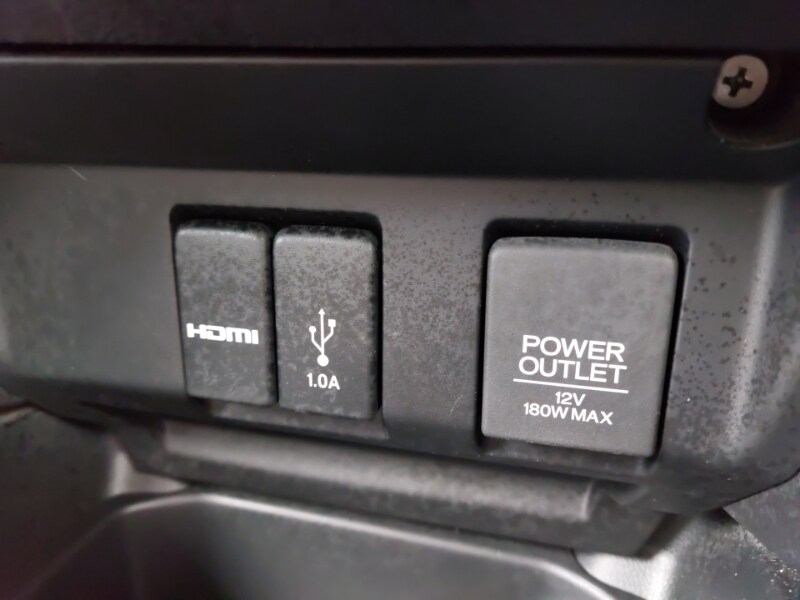 HDMI
1.0A
POWER
OUTLET
12V
180W MAX